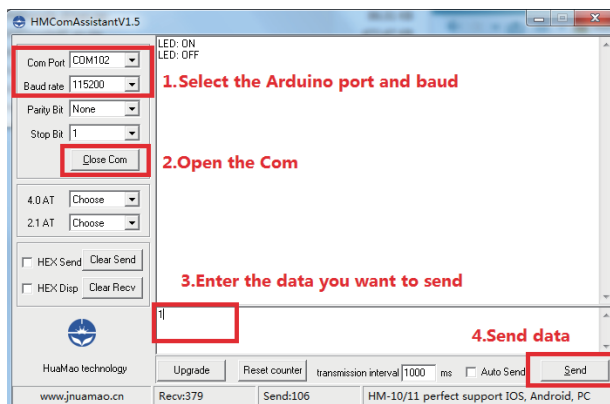 HMComAssistantV1.5
LED: ON
LED: OFF
Com Port COM102
Baud rate 115200
1.Select the Arduino port and baud
Parity Bit None
Stop Bit 1
Close Com
2.Open the Com
4.0 AT Choose
2.1 AT Choose
HEX Send Clear Send
HEX Disp Clear Recv
3.Enter the data you want to send
1
4.Send data
HuaMao technology
Upgrade Reset counter transmission interval 1000 ms Auto Send Send
www.jnuamao.cn Recv:379 Send:106 HM-10/11 perfect support IOS, Android, PC